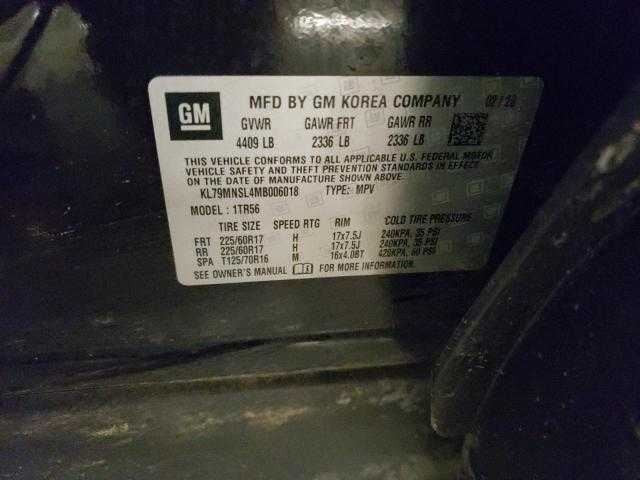 GM
MFD BY GM KOREA COMPANY 02/20
GVWR GAWR FRT GAWR RR
4409 LB 2336 LB 2336 LB
THIS VEHICLE CONFORMS TO ALL APPLICABLE U.S. FEDERAL MOTOR
VEHICLE SAFETY AND THEFT PREVENTION STANDARDS IN EFFECT
ON THE DATE OF MANUFACTURE SHOWN ABOVE.
KL79MNSL4MB006018 TYPE: MPV
MODEL : 1TR56
TIRE SIZE SPEED RTG RIM COLD TIRE PRESSURE
FRT 225/60R17 H 17x7.5J 240KPA, 35 PSI
RR 225/60R17 H 17x7.5J 240KPA, 35 PSI
SPA T125/70R16 M 16x4.0BT 420KPA, 60 PSI
SEE OWNER'S MANUAL FOR MORE INFORMATION